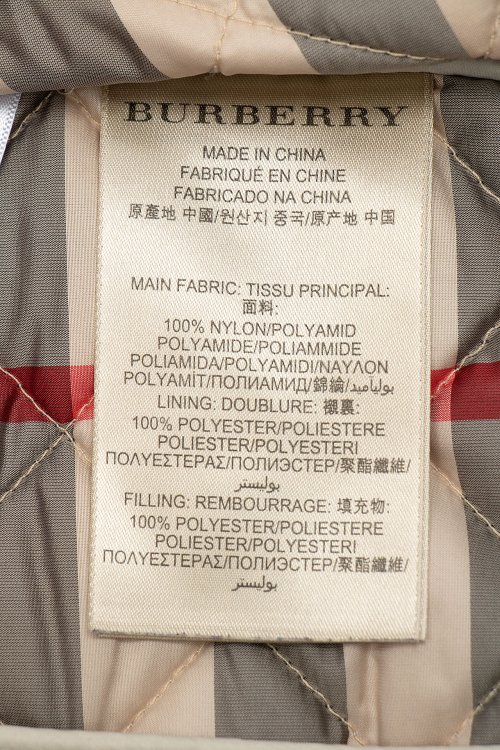 BURBERRY
MADE IN CHINA
FABRIQUÉ EN CHINE
FABRICADO NA CHINA
原產地 中國/원산지 중국/原产地 中国
MAIN FABRIC: TISSU PRINCIPAL:
面料:
100% NYLON/POLYAMID
POLYAMIDE/POLIAMMIDE
POLIAMIDA/POLYAMIDI/ΝΑΥΛΟΝ
POLYAMİT/ПОЛИАМИД/錦綸/بولیأمید
LINING: DOUBLURE: 襯裏:
100% POLYESTER/POLIESTERE
POLIESTER/POLYESTERI
ΠΟΛΥΕΣΤΕΡΑΣ/ПОЛИЭСТЕР/聚酯纖維/
بوليستر
FILLING: REMBOURRAGE: 填充物:
100% POLYESTER/POLIESTERE
POLIESTER/POLYESTERI
ΠΟΛΥΕΣΤΕΡΑΣ/ПОЛИЭСТЕР/聚酯纖維/
بوليستر